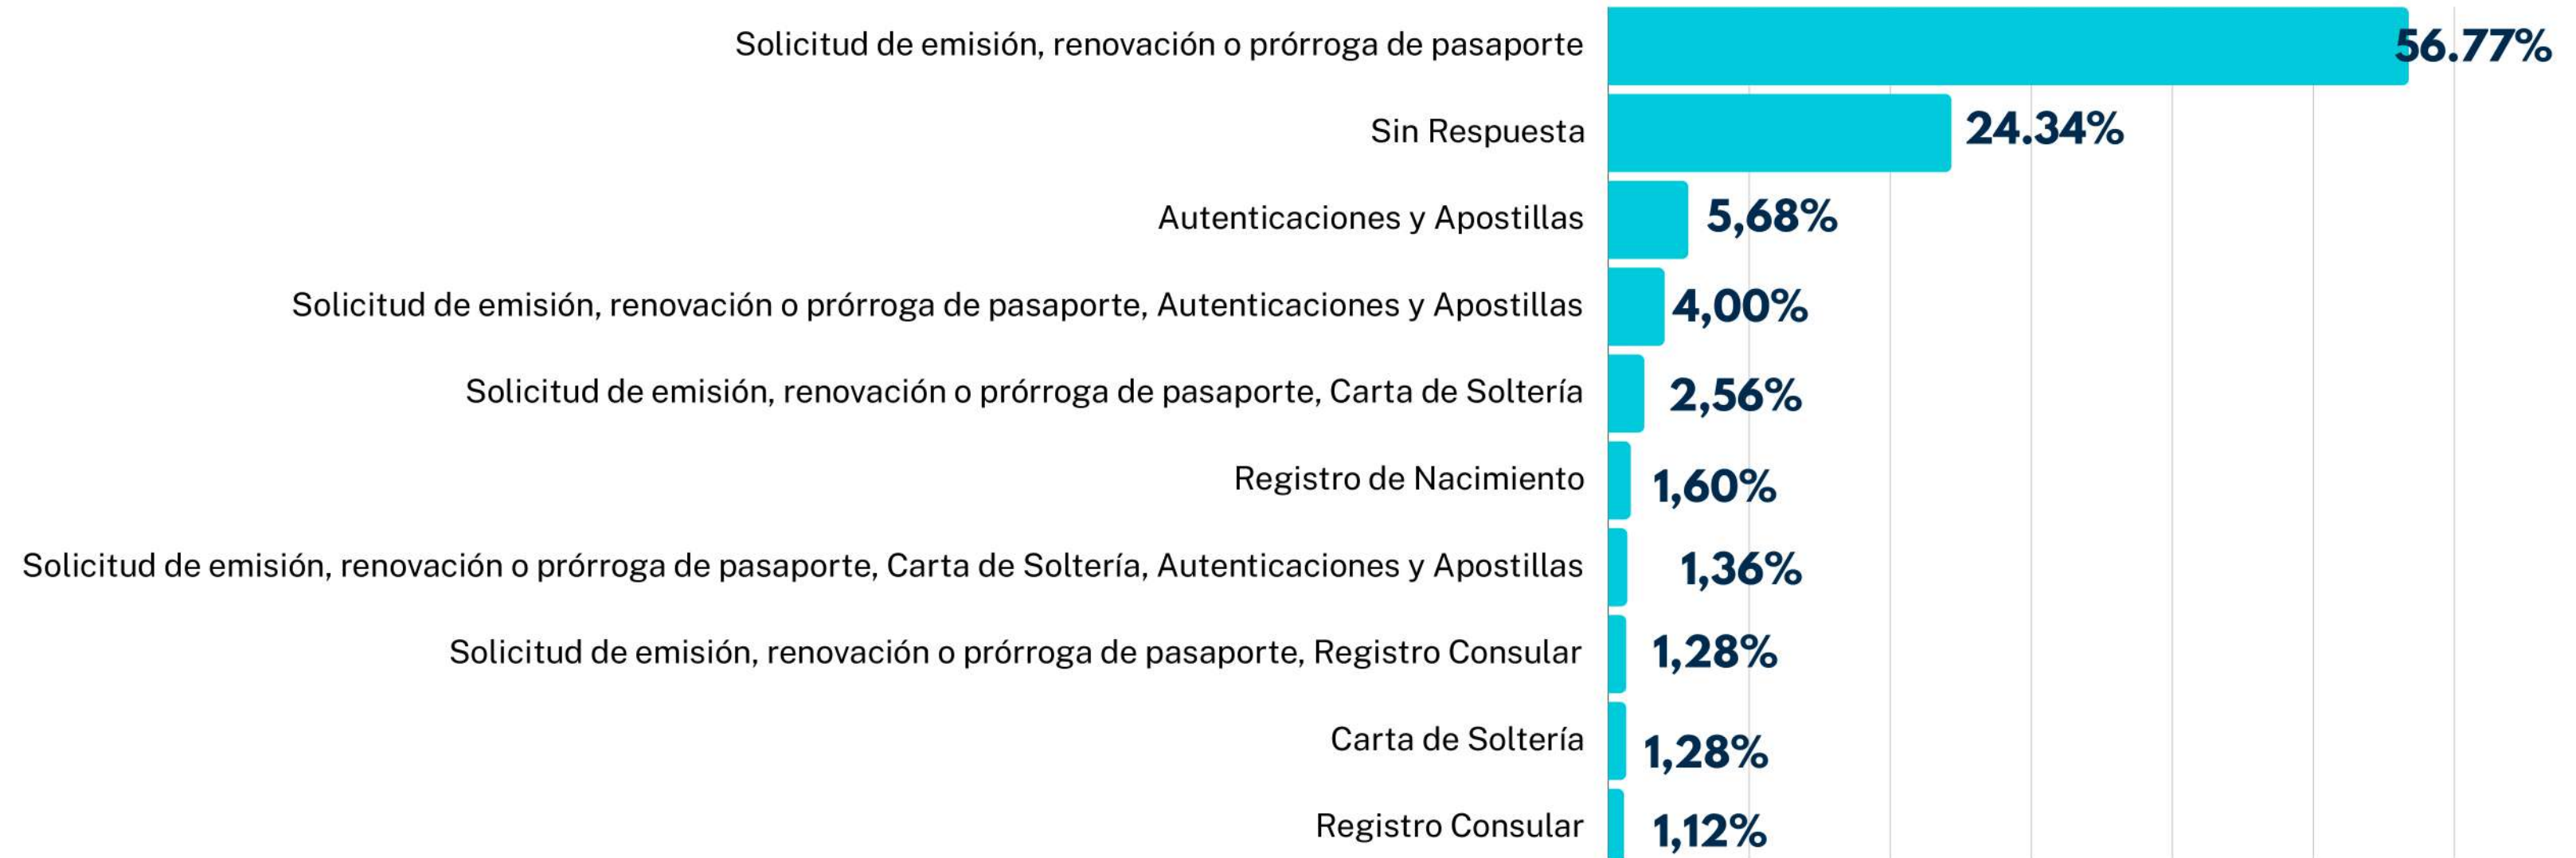 Solicitud de emisión, renovación o prórroga de pasaporte 56.77%
Sin Respuesta 24.34%
Autenticaciones y Apostillas 5,68%
Solicitud de emisión, renovación o prórroga de pasaporte, Autenticaciones y Apostillas 4,00%
Solicitud de emisión, renovación o prórroga de pasaporte, Carta de Soltería 2,56%
Registro de Nacimiento 1,60%
Solicitud de emisión, renovación o prórroga de pasaporte, Carta de Soltería, Autenticaciones y Apostillas 1,36%
Solicitud de emisión, renovación o prórroga de pasaporte, Registro Consular 1,28%
Carta de Soltería 1,28%
Registro Consular 1,12%